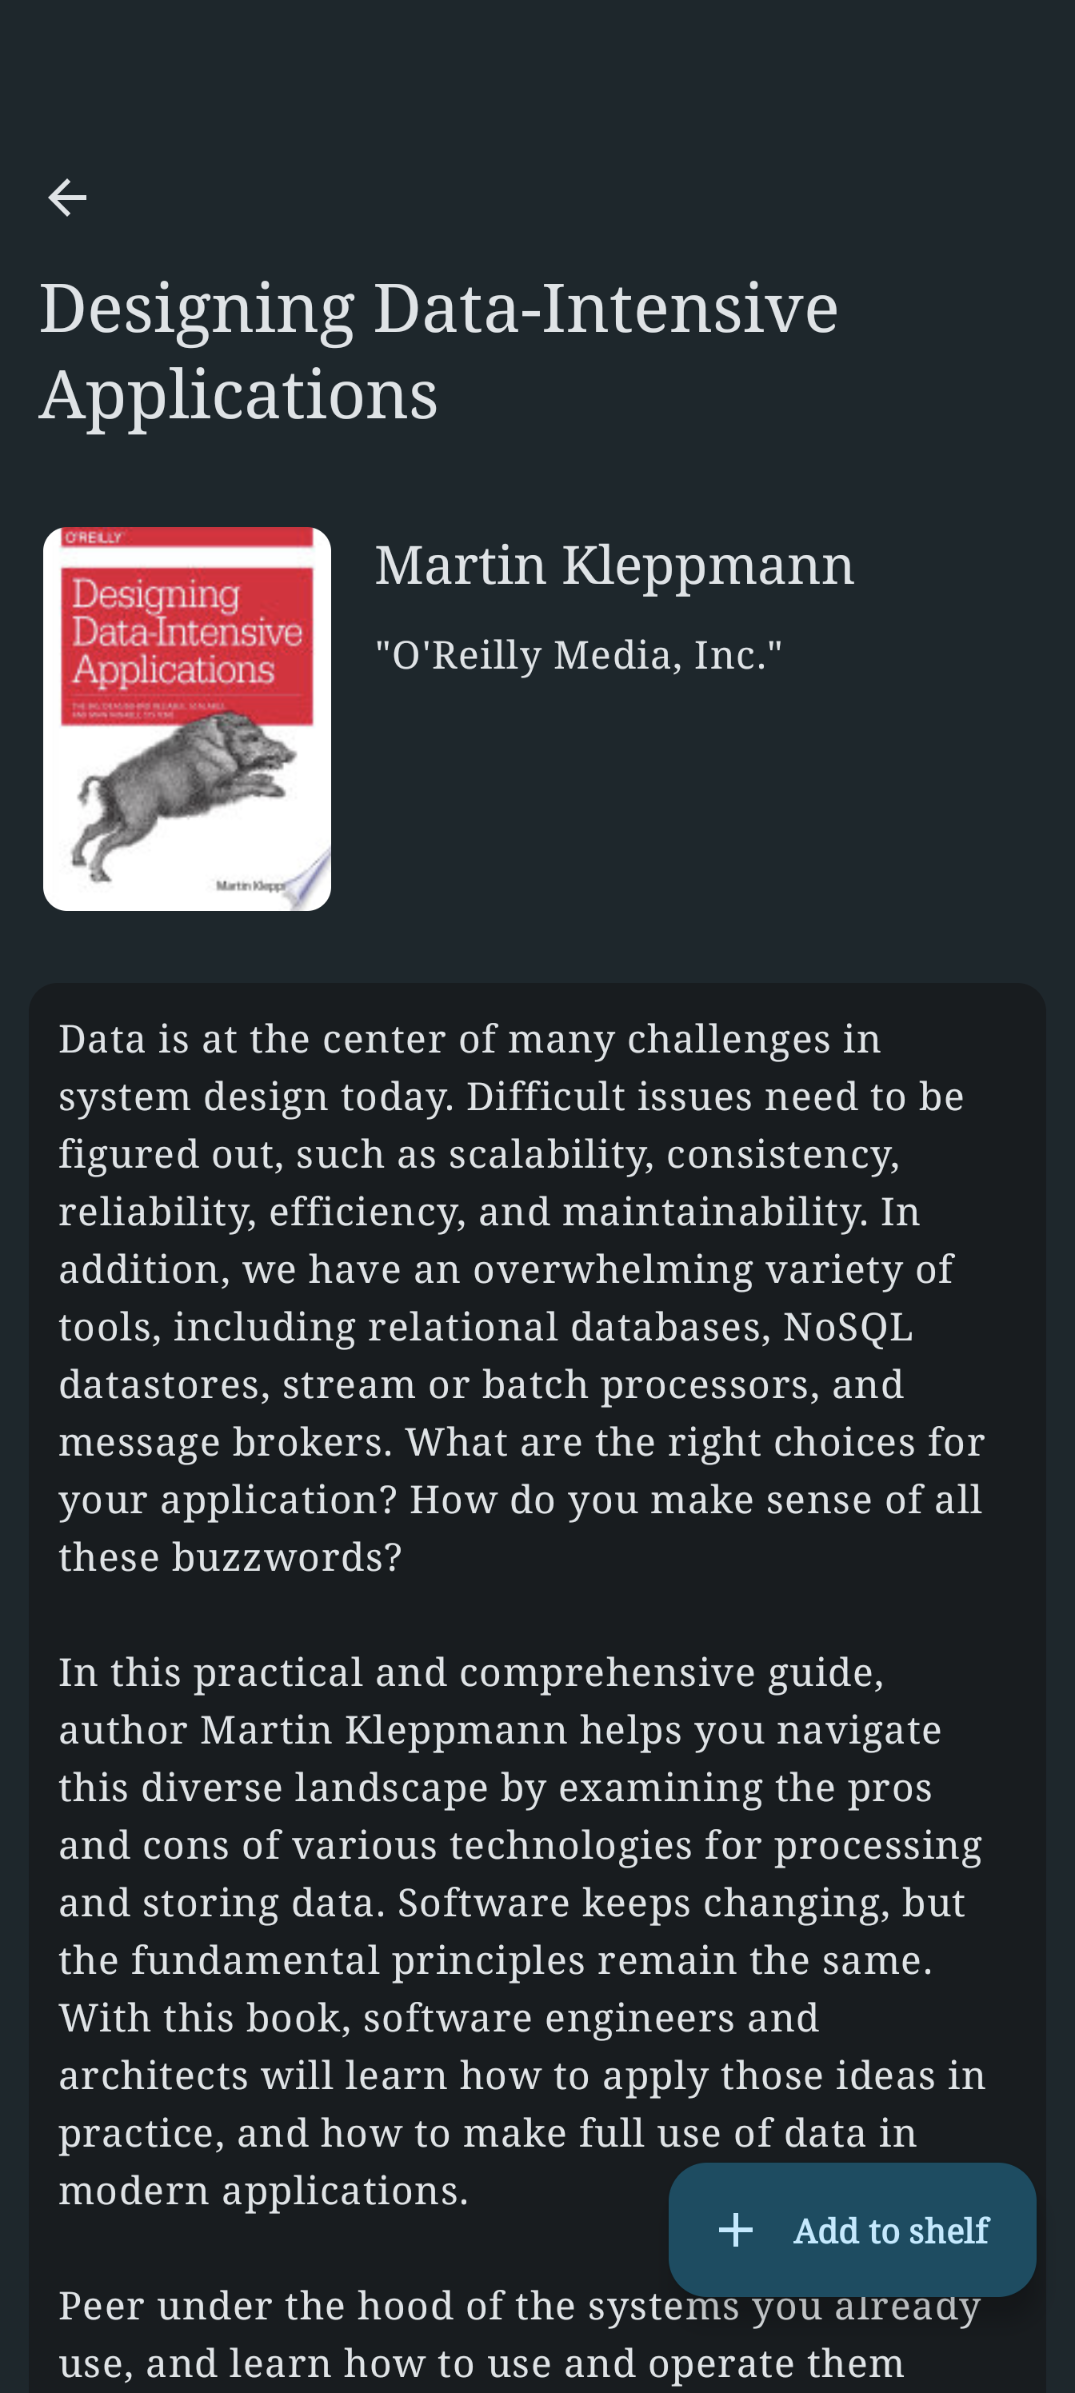 Designing Data-Intensive
Applications
O'REILLY
Designing
Data-Intensive
Applications
Martin Klepp
Martin Kleppmann
"O'Reilly Media, Inc."
Data is at the center of many challenges in
system design today. Difficult issues need to be
figured out, such as scalability, consistency,
reliability, efficiency, and maintainability. In
addition, we have an overwhelming variety of
tools, including relational databases, NoSQL
datastores, stream or batch processors, and
message brokers. What are the right choices for
your application? How do you make sense of all
these buzzwords?
In this practical and comprehensive guide,
author Martin Kleppmann helps you navigate
this diverse landscape by examining the pros
and cons of various technologies for processing
and storing data. Software keeps changing, but
the fundamental principles remain the same.
With this book, software engineers and
architects will learn how to apply those ideas in
practice, and how to make full use of data in
modern applications.
Add to shelf
Peer under the hood of the systems you already
use, and learn how to use and operate them